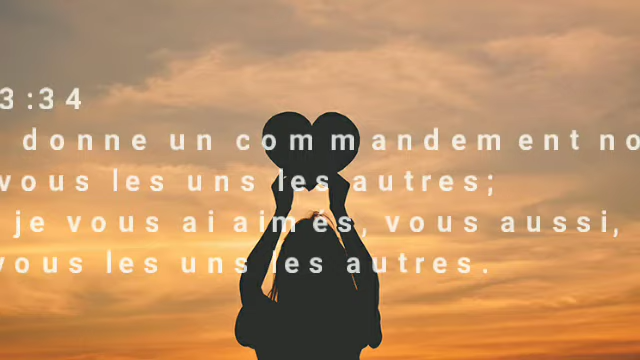 3:34
donne un commandement no
vous les uns les autres;
je vous ai aimés, vous aussi,
vous les uns les autres.